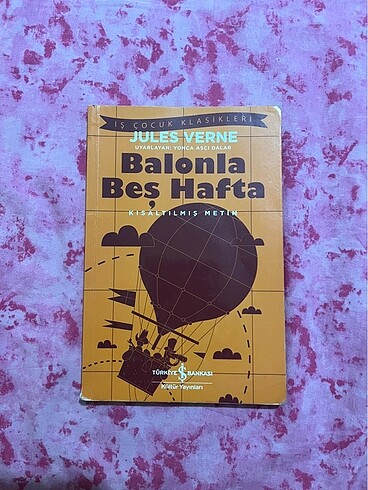 İŞ ÇOCUK KLASİKLERİ
JULES VERNE
UYARLAYAN: YONCA AŞÇI DALAR
Balonla
Beş Hafta
KISALTILMIŞ METİN
TÜRKİYE İŞ BANKASI
Kültür Yayınları